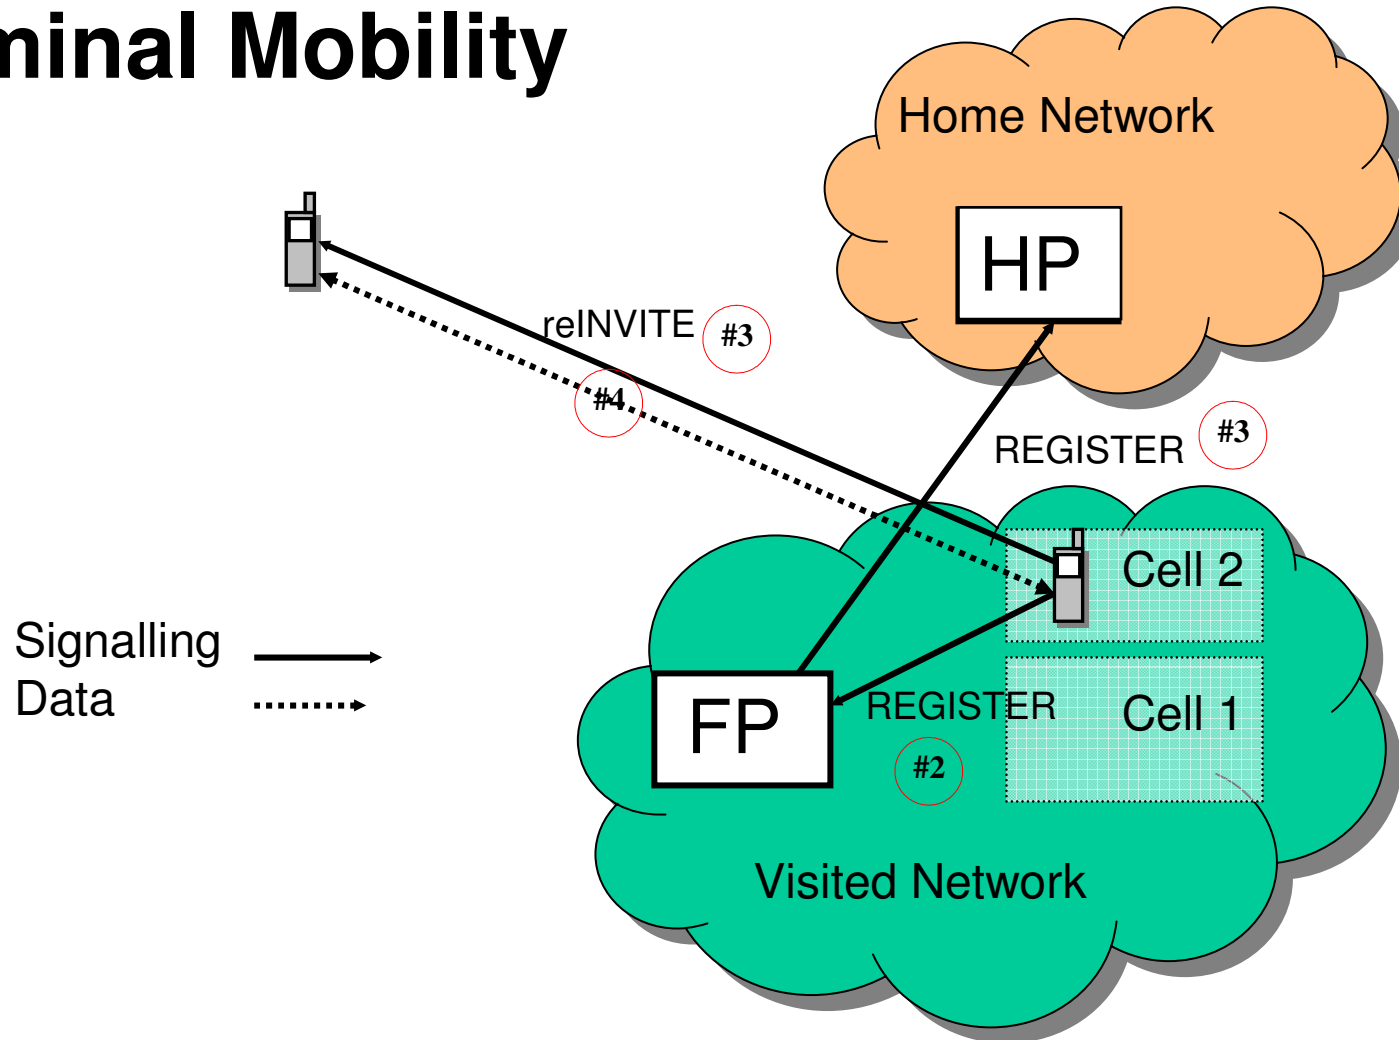 minal Mobility
Home Network
HP
reINVITE #3
#4
REGISTER #3
Cell 2
Signalling
Data
FP
REGISTER
#2
Cell 1
Visited Network